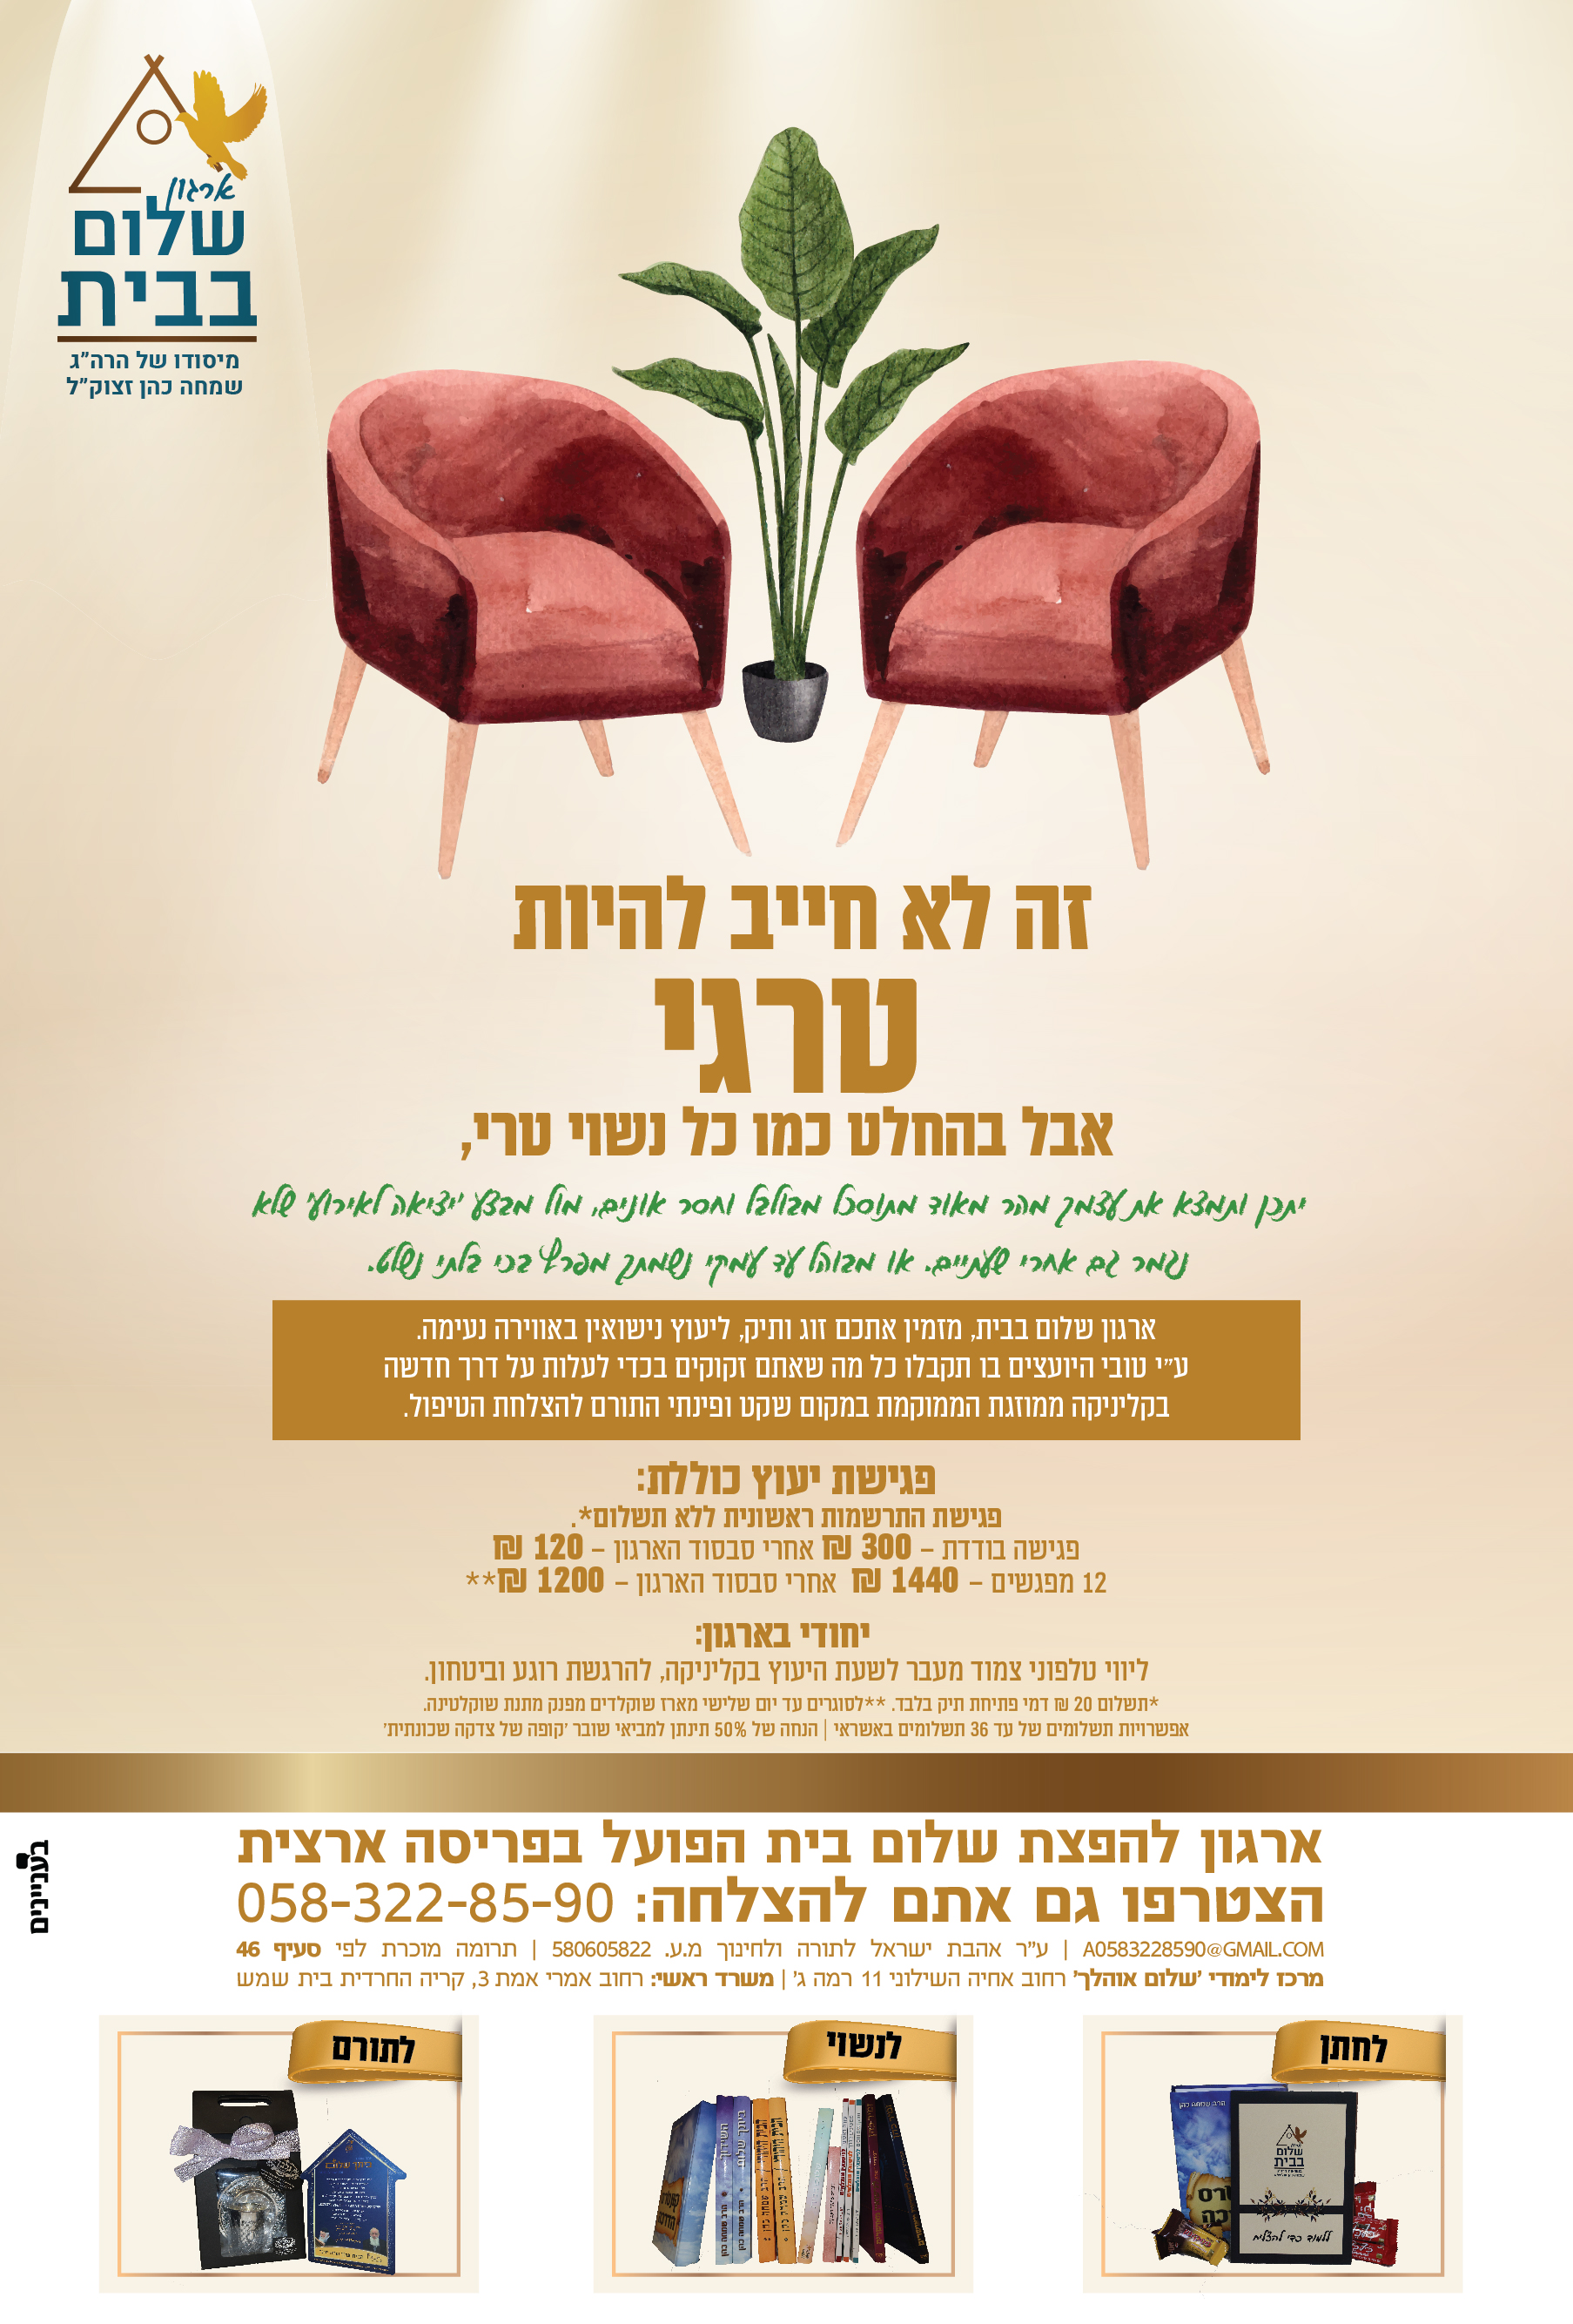 ארגון
שלום
בבית
מיסודו של הרה"ג
שמחה כהן זצוק"ל
זה לא חייב להיות
טרגי
אבל בהחלט כמו כל נשוי טרי,
יתכן ותמצא את עצמך מהר מאוד מתוסכל מבולבל וחסר אונים, מול מבצע 'יציאה לאירוע' שלא
נגמר גם אחרי שעתיים. או מבוהל עד עמקי נשמתך מפרץ בכי בלתי נשלט.
ארגון שלום בבית, מזמין אתכם זוג ותיק, ליעוץ נישואין באווירה נעימה.
ע"י טובי היועצים בו תקבלו כל מה שאתם זקוקים בכדי לעלות על דרך חדשה
בקליניקה ממוזגת הממוקמת במקום שקט ופינתי התורם להצלחת הטיפול.
פגישת יעוץ כוללת:
פגישת התרשמות ראשונית ללא תשלום*.
פגישה בודדת – 300 ₪ אחרי סבסוד הארגון – 120 ₪
12 מפגשים – 1440 ₪ אחרי סבסוד הארגון – 1200 ₪**
יחודי בארגון:
ליווי טלפוני צמוד מעבר לשעת היעוץ בקליניקה, להרגשת רוגע וביטחון.
*תשלום 20 ₪ דמי פתיחת תיק בלבד. **לסוגרים עד יום שלישי מארז שוקלדים מפנק מתנת שוקלטינה.
אפשרויות תשלומים של עד 36 תשלומים באשראי | הנחה של 50% תינתן למביאי שובר 'קופה של צדקה שכונתית'
ארגון להפצת שלום בית הפועל בפריסה ארצית
הצטרפו גם אתם להצלחה: 058-322-85-90
A0583228590@GMAIL.COM | ע"ר אהבת ישראל לתורה ולחינוך מ.ע. 580605822 | תרומה מוכרת לפי סעיף 46
מרכז לימודי 'שלום אוהלך' רחוב אחיה השילוני 11 רמה ג' | משרד ראשי: רחוב אמרי אמת 3, קריה החרדית בית שמש
בעניינים
לחתן
שלום
בבית
ללמוד כדי להצליח
לנשוי
לתורם